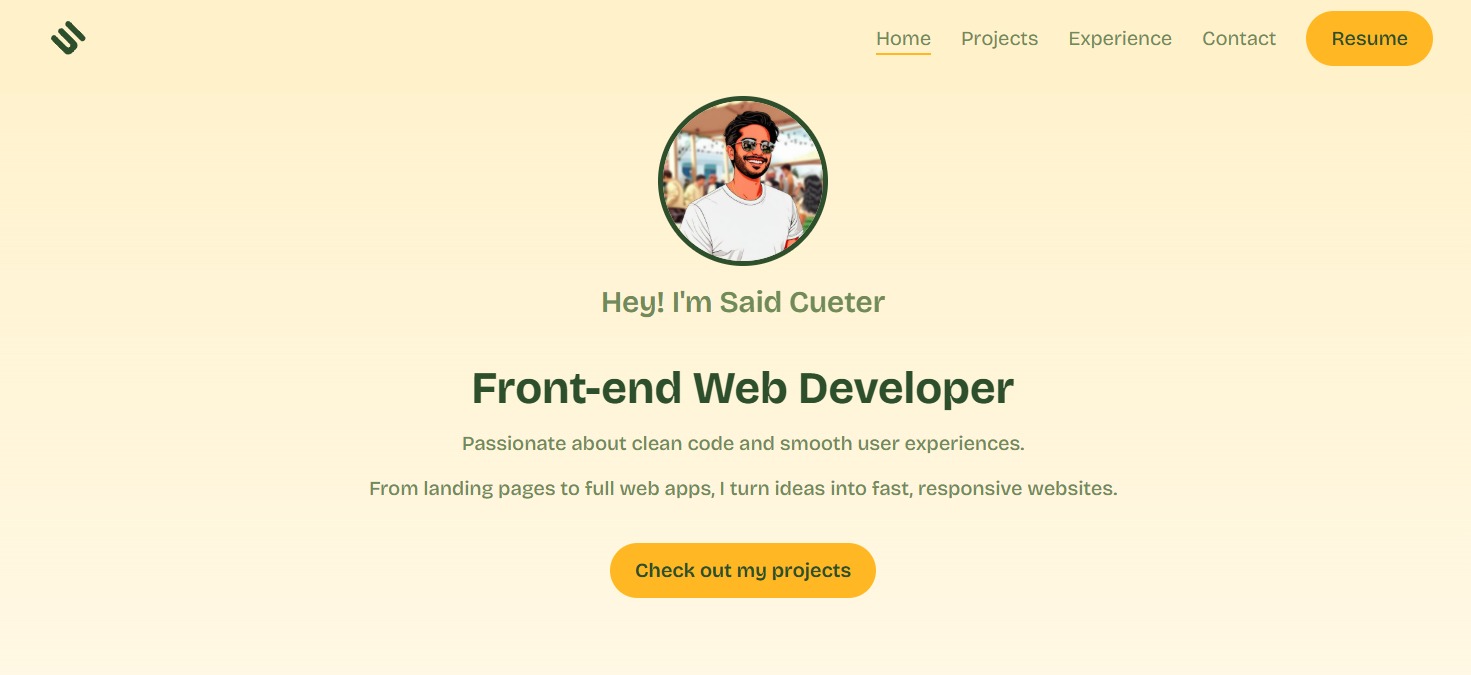 Home Projects Experience Contact Resume
Hey! I'm Said Cueter
Front-end Web Developer
Passionate about clean code and smooth user experiences.
From landing pages to full web apps, I turn ideas into fast, responsive websites.
Check out my projects